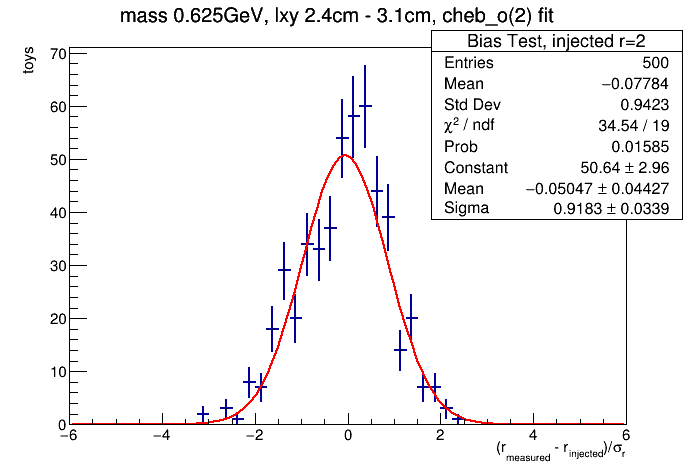 mass 0.625GeV, lxy 2.4cm - 3.1cm, cheb_o(2) fit
Bias Test, injected r=2
Entries 500
Mean −0.07784
Std Dev 0.9423
χ² / ndf 34.54 / 19
Prob 0.01585
Constant 50.64 ± 2.96
Mean −0.05047 ± 0.04427
Sigma 0.9183 ± 0.0339
toys
70
60
50
40
30
20
10
0
−6 −4 −2 0 2 4 6
(r_measured - r_injected)/σ_r